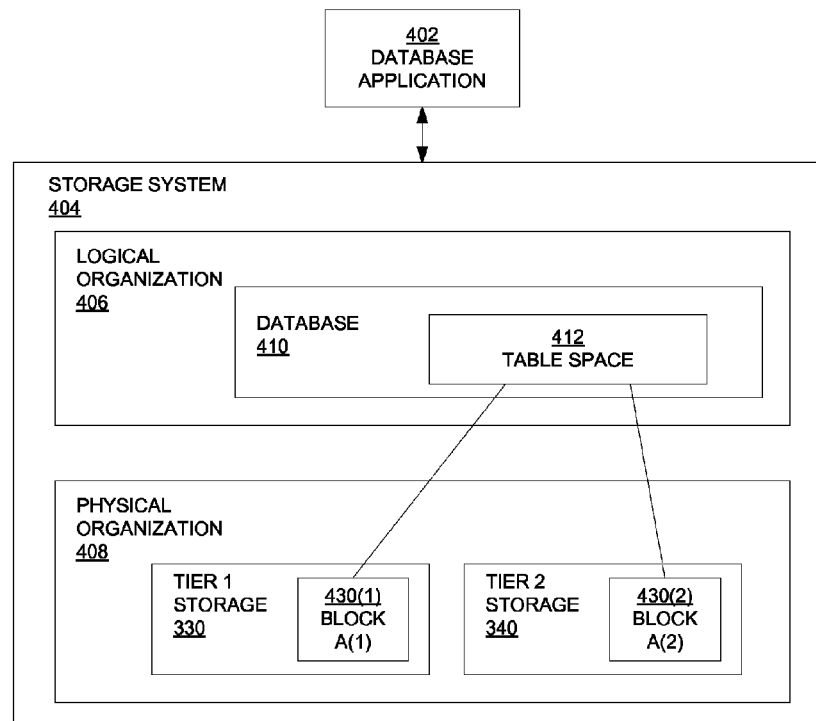 402
DATABASE
APPLICATION
STORAGE SYSTEM
404
LOGICAL
ORGANIZATION
406
DATABASE
410
412
TABLE SPACE
PHYSICAL
ORGANIZATION
408
TIER 1
STORAGE
330
430(1)
BLOCK
A(1)
TIER 2
STORAGE
340
430(2)
BLOCK
A(2)